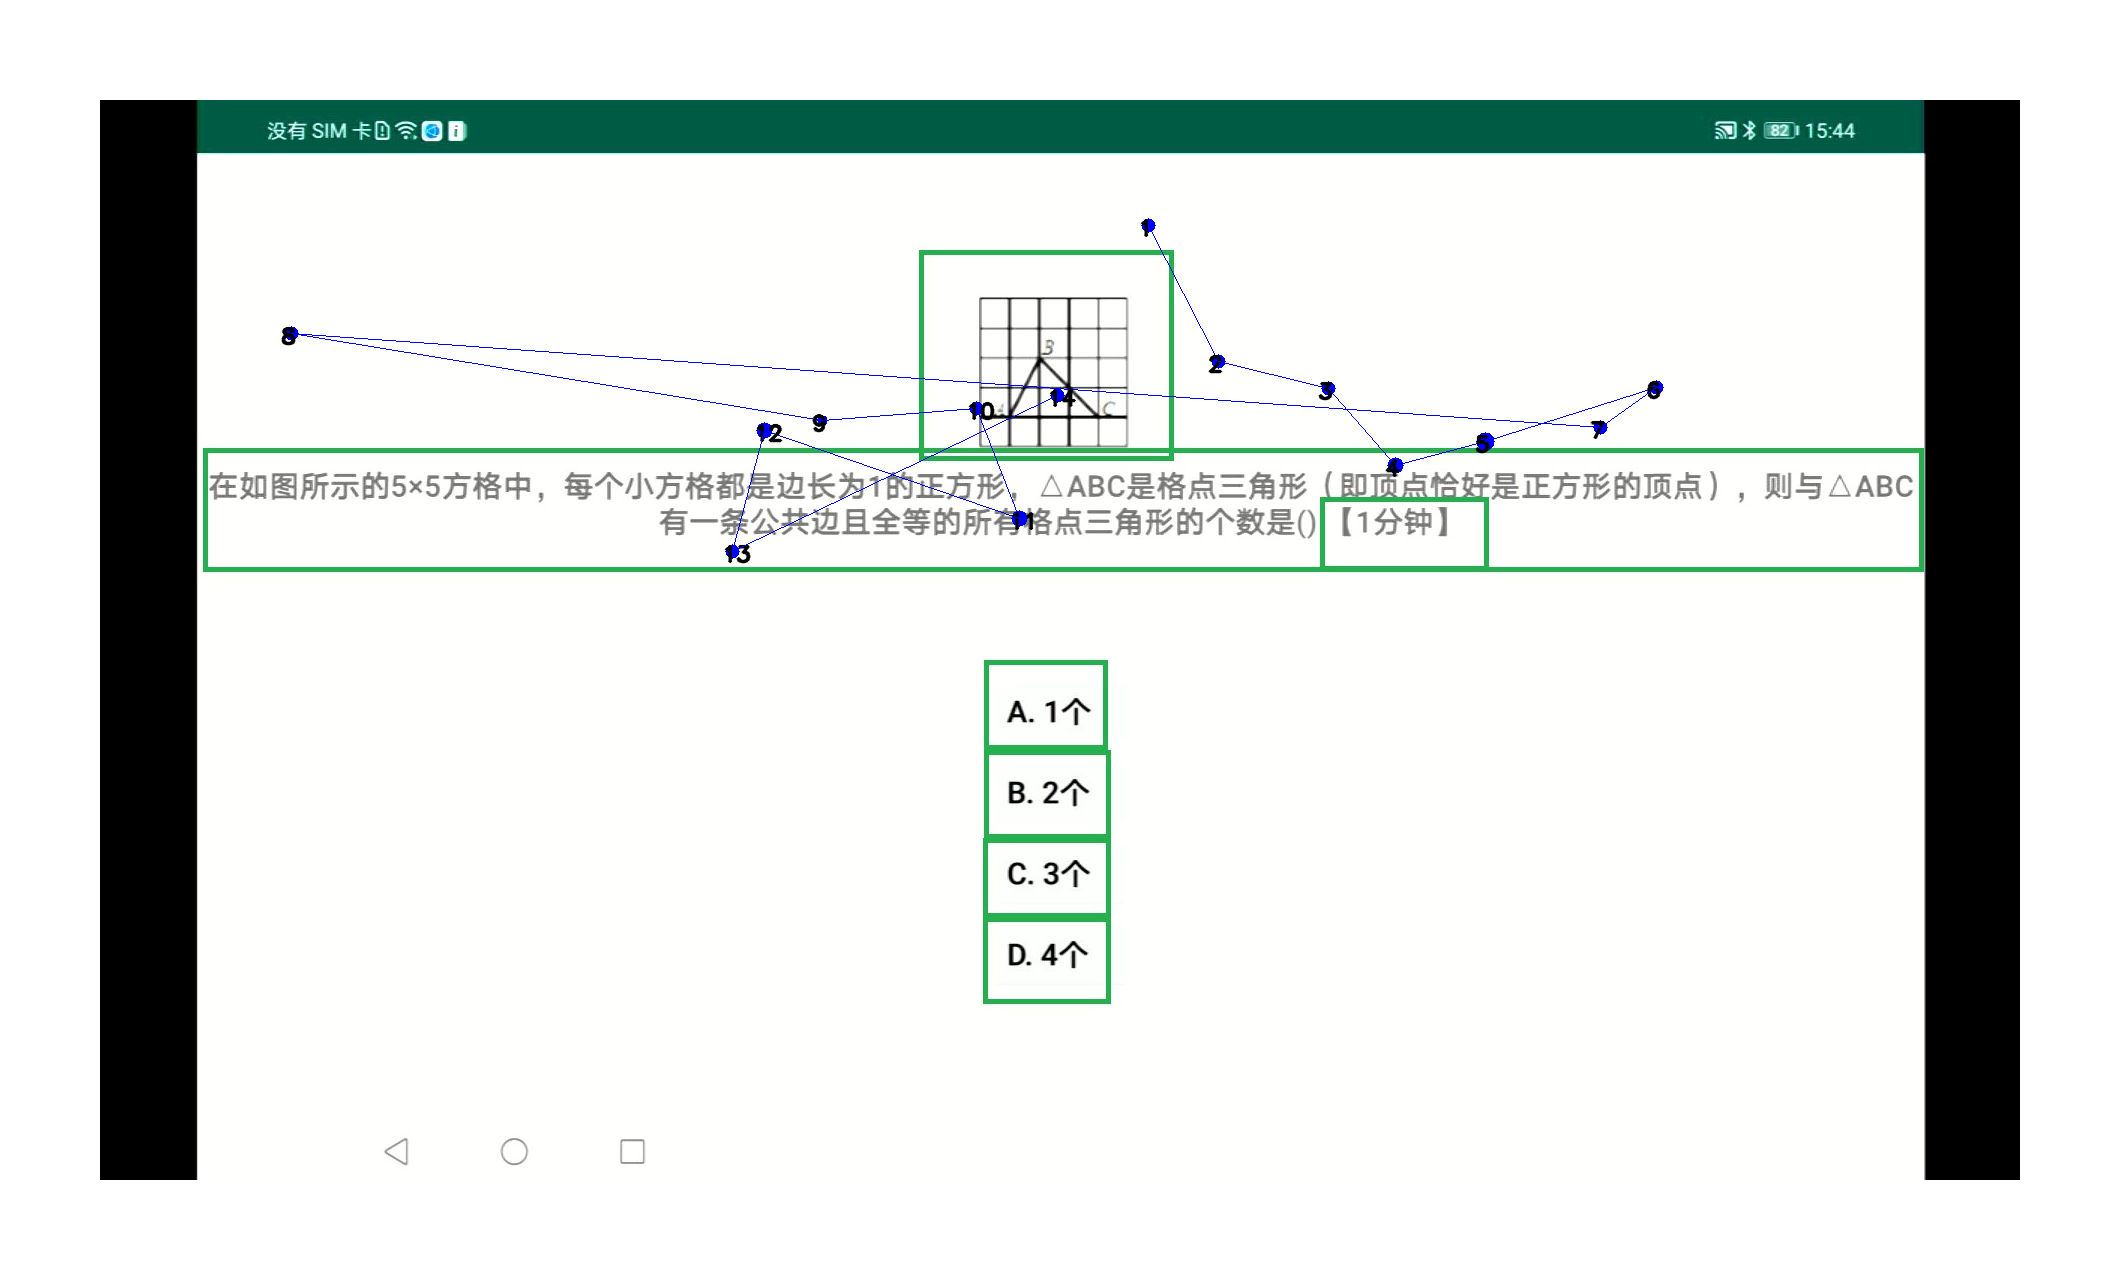 没有 SIM 卡
82 15:44
1
2
3
4
5
6
7
8
9
10
11
12
13
14
B
C
在如图所示的5×5方格中，每个小方格都是边长为1的正方形，△ABC是格点三角形（即顶点恰好是正方形的顶点），则与△ABC
有一条公共边且全等的所有格点三角形的个数是()【1分钟】
A. 1个
B. 2个
C. 3个
D. 4个